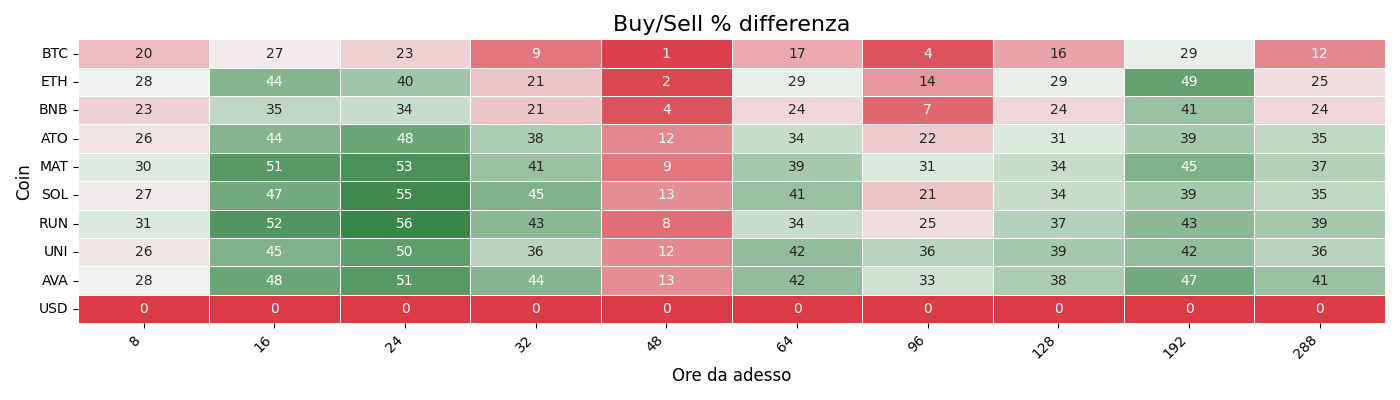 Buy/Sell % differenza
Coin
BTC 20 27 23 9 1 17 4 16 29 12
ETH 28 44 40 21 2 29 14 29 49 25
BNB 23 35 34 21 4 24 7 24 41 24
ATO 26 44 48 38 12 34 22 31 39 35
MAT 30 51 53 41 9 39 31 34 45 37
SOL 27 47 55 45 13 41 21 34 39 35
RUN 31 52 56 43 8 34 25 37 43 39
UNI 26 45 50 36 12 42 36 39 42 36
AVA 28 48 51 44 13 42 33 38 47 41
USD 0 0 0 0 0 0 0 0 0 0
8 16 24 32 48 64 96 128 192 288
Ore da adesso